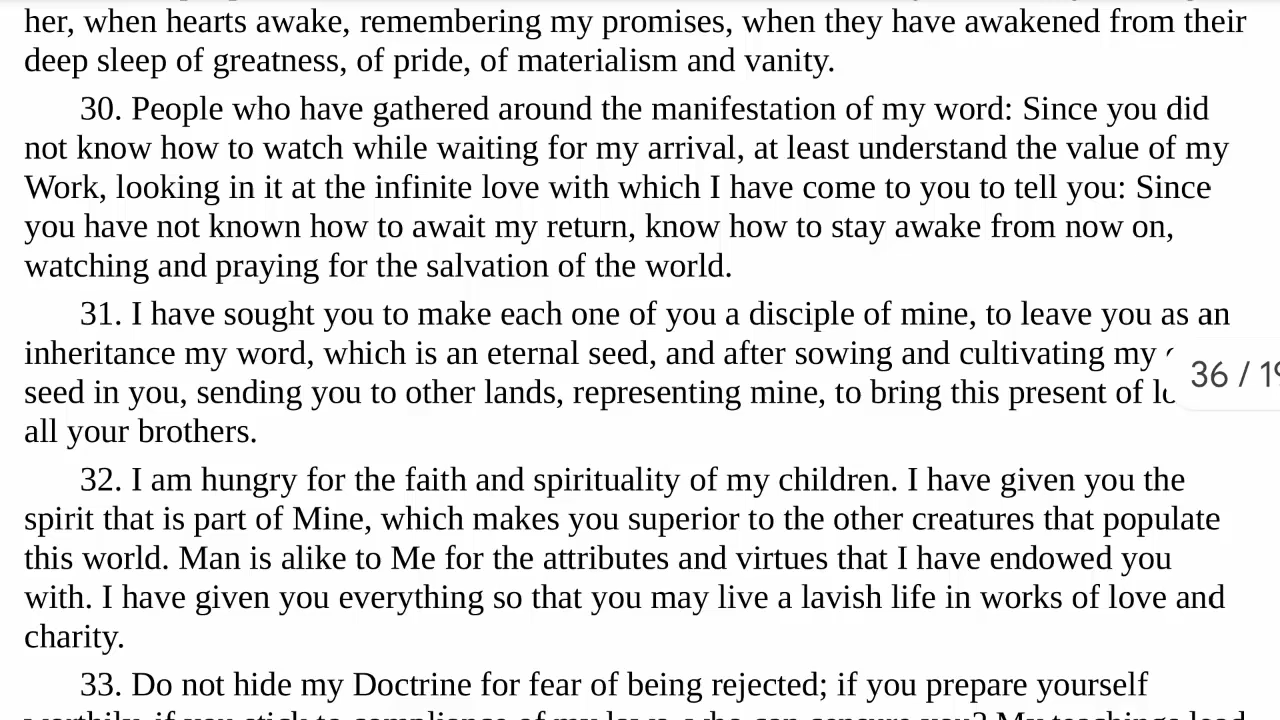 her, when hearts awake, remembering my promises, when they have awakened from their
deep sleep of greatness, of pride, of materialism and vanity.
30. People who have gathered around the manifestation of my word: Since you did
not know how to watch while waiting for my arrival, at least understand the value of my
Work, looking in it at the infinite love with which I have come to you to tell you: Since
you have not known how to await my return, know how to stay awake from now on,
watching and praying for the salvation of the world.
31. I have sought you to make each one of you a disciple of mine, to leave you as an
inheritance my word, which is an eternal seed, and after sowing and cultivating my
seed in you, sending you to other lands, representing mine, to bring this present of
36 / 19
all your brothers.
32. I am hungry for the faith and spirituality of my children. I have given you the
spirit that is part of Mine, which makes you superior to the other creatures that populate
this world. Man is alike to Me for the attributes and virtues that I have endowed you
with. I have given you everything so that you may live a lavish life in works of love and
charity.
33. Do not hide my Doctrine for fear of being rejected; if you prepare yourself